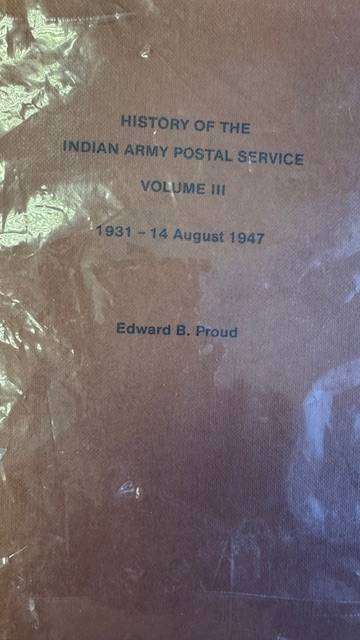 HISTORY OF THE
INDIAN ARMY POSTAL SERVICE
VOLUME III
1931 – 14 August 1947
Edward B. Proud